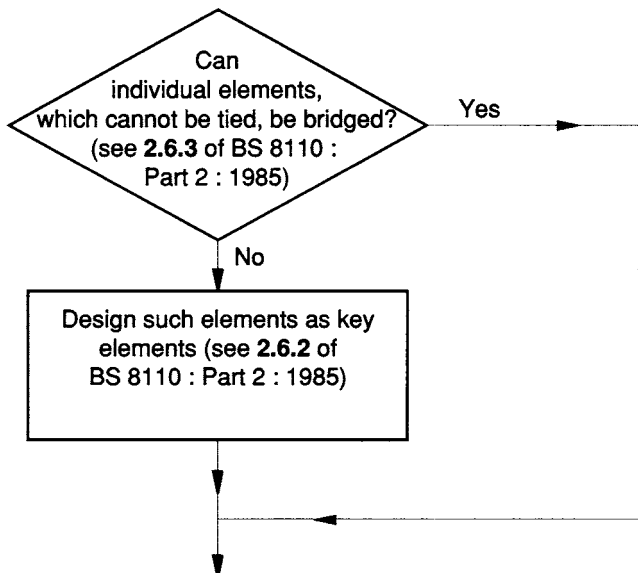 Can
individual elements,
which cannot be tied, be bridged?
(see 2.6.3 of BS 8110 :
Part 2 : 1985)
Yes
No
Design such elements as key
elements (see 2.6.2 of
BS 8110 : Part 2 : 1985)